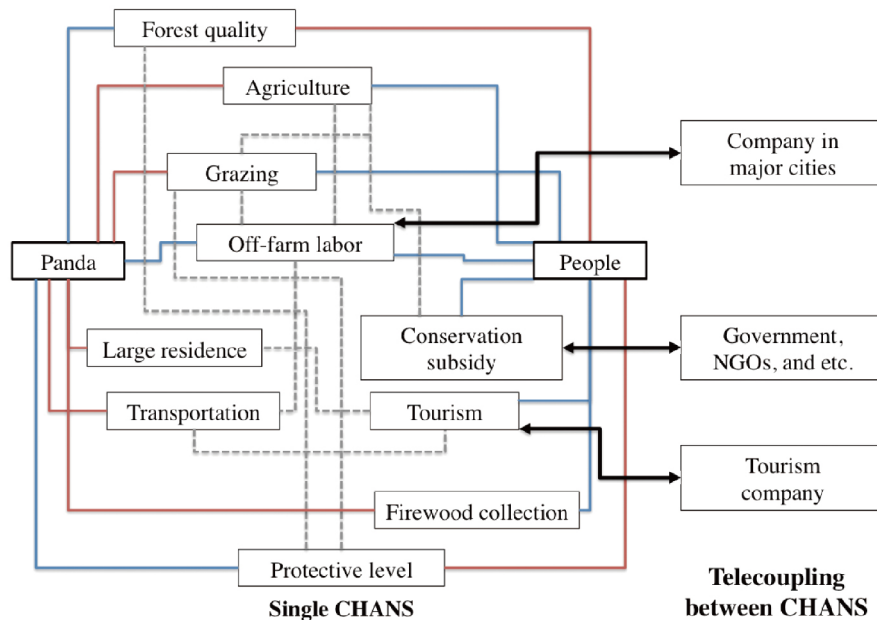 Forest quality
Agriculture
Company in
major cities
Grazing
Off-farm labor
Panda
People
Large residence
Conservation
subsidy
Government,
NGOs, and etc.
Transportation
Tourism
Tourism
company
Firewood collection
Protective level
Single CHANS
Telecoupling
between CHANS